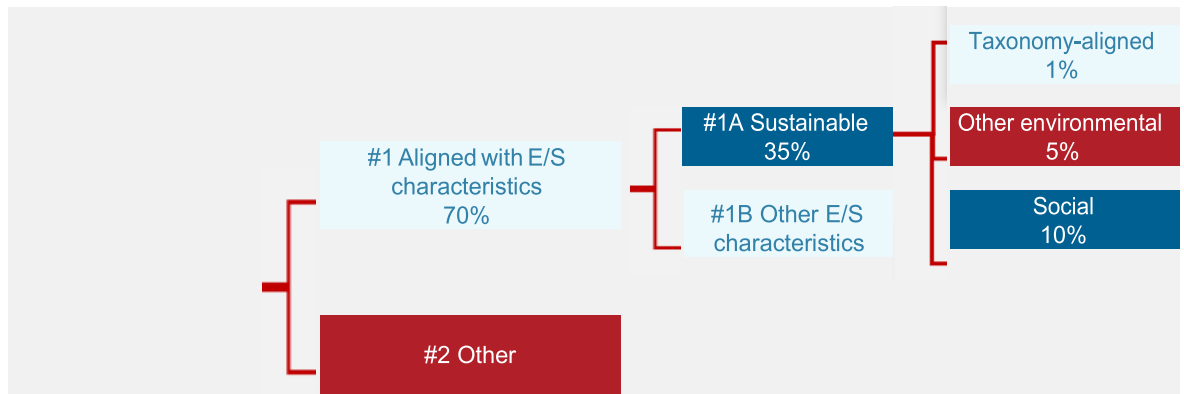 Taxonomy-aligned
1%
#1A Sustainable
35%
Other environmental
5%
#1 Aligned with E/S
characteristics
70%
#1B Other E/S
characteristics
Social
10%
#2 Other